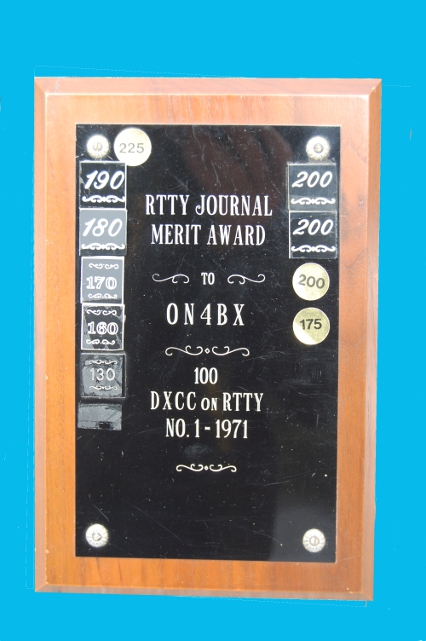 225
190
180
170
160
130
RTTY JOURNAL
MERIT AWARD
TO
ON4BX
100
DXCC ON RTTY
NO. 1 - 1971
200
200
200
175